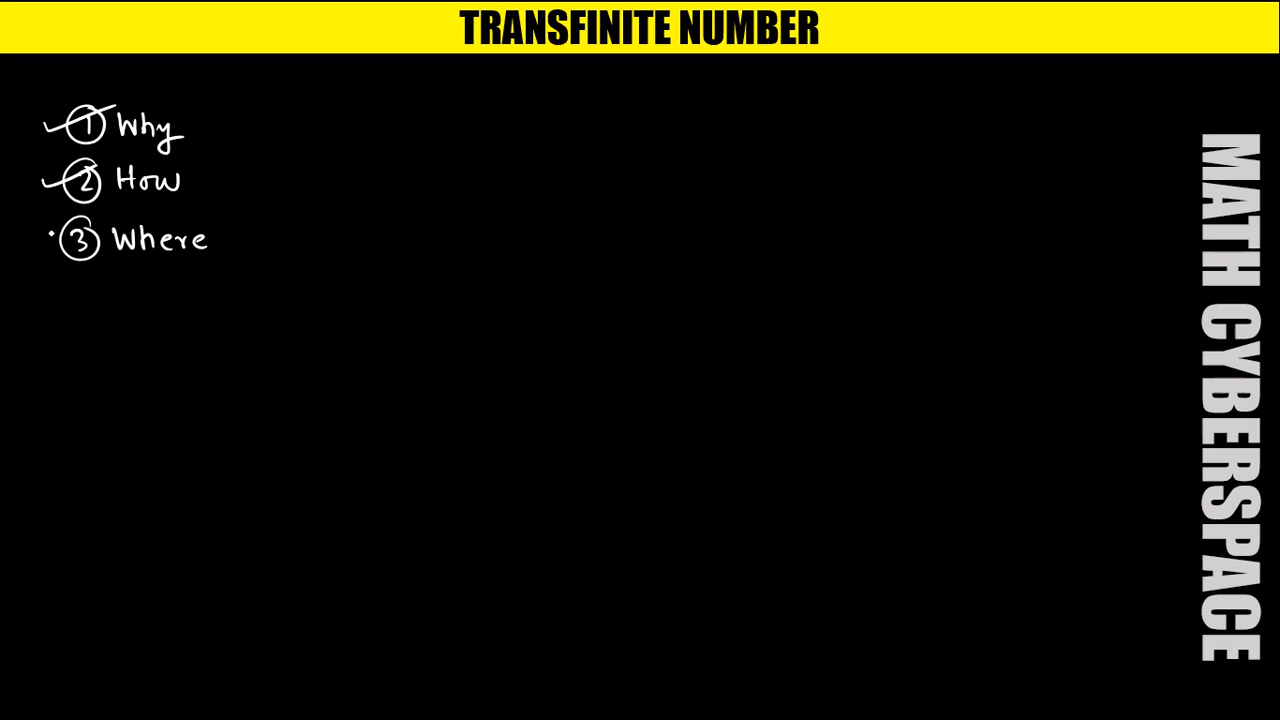 TRANSFINITE NUMBER
1 Why
2 How
3 Where
MATH CYBERSPACE